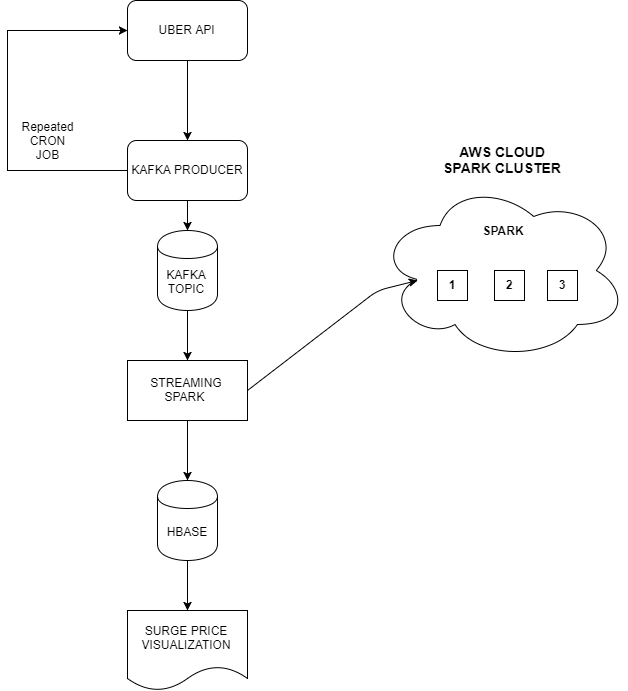 UBER API
Repeated
CRON
JOB
KAFKA PRODUCER
AWS CLOUD
SPARK CLUSTER
SPARK
1
2
3
KAFKA
TOPIC
STREAMING
SPARK
HBASE
SURGE PRICE
VISUALIZATION